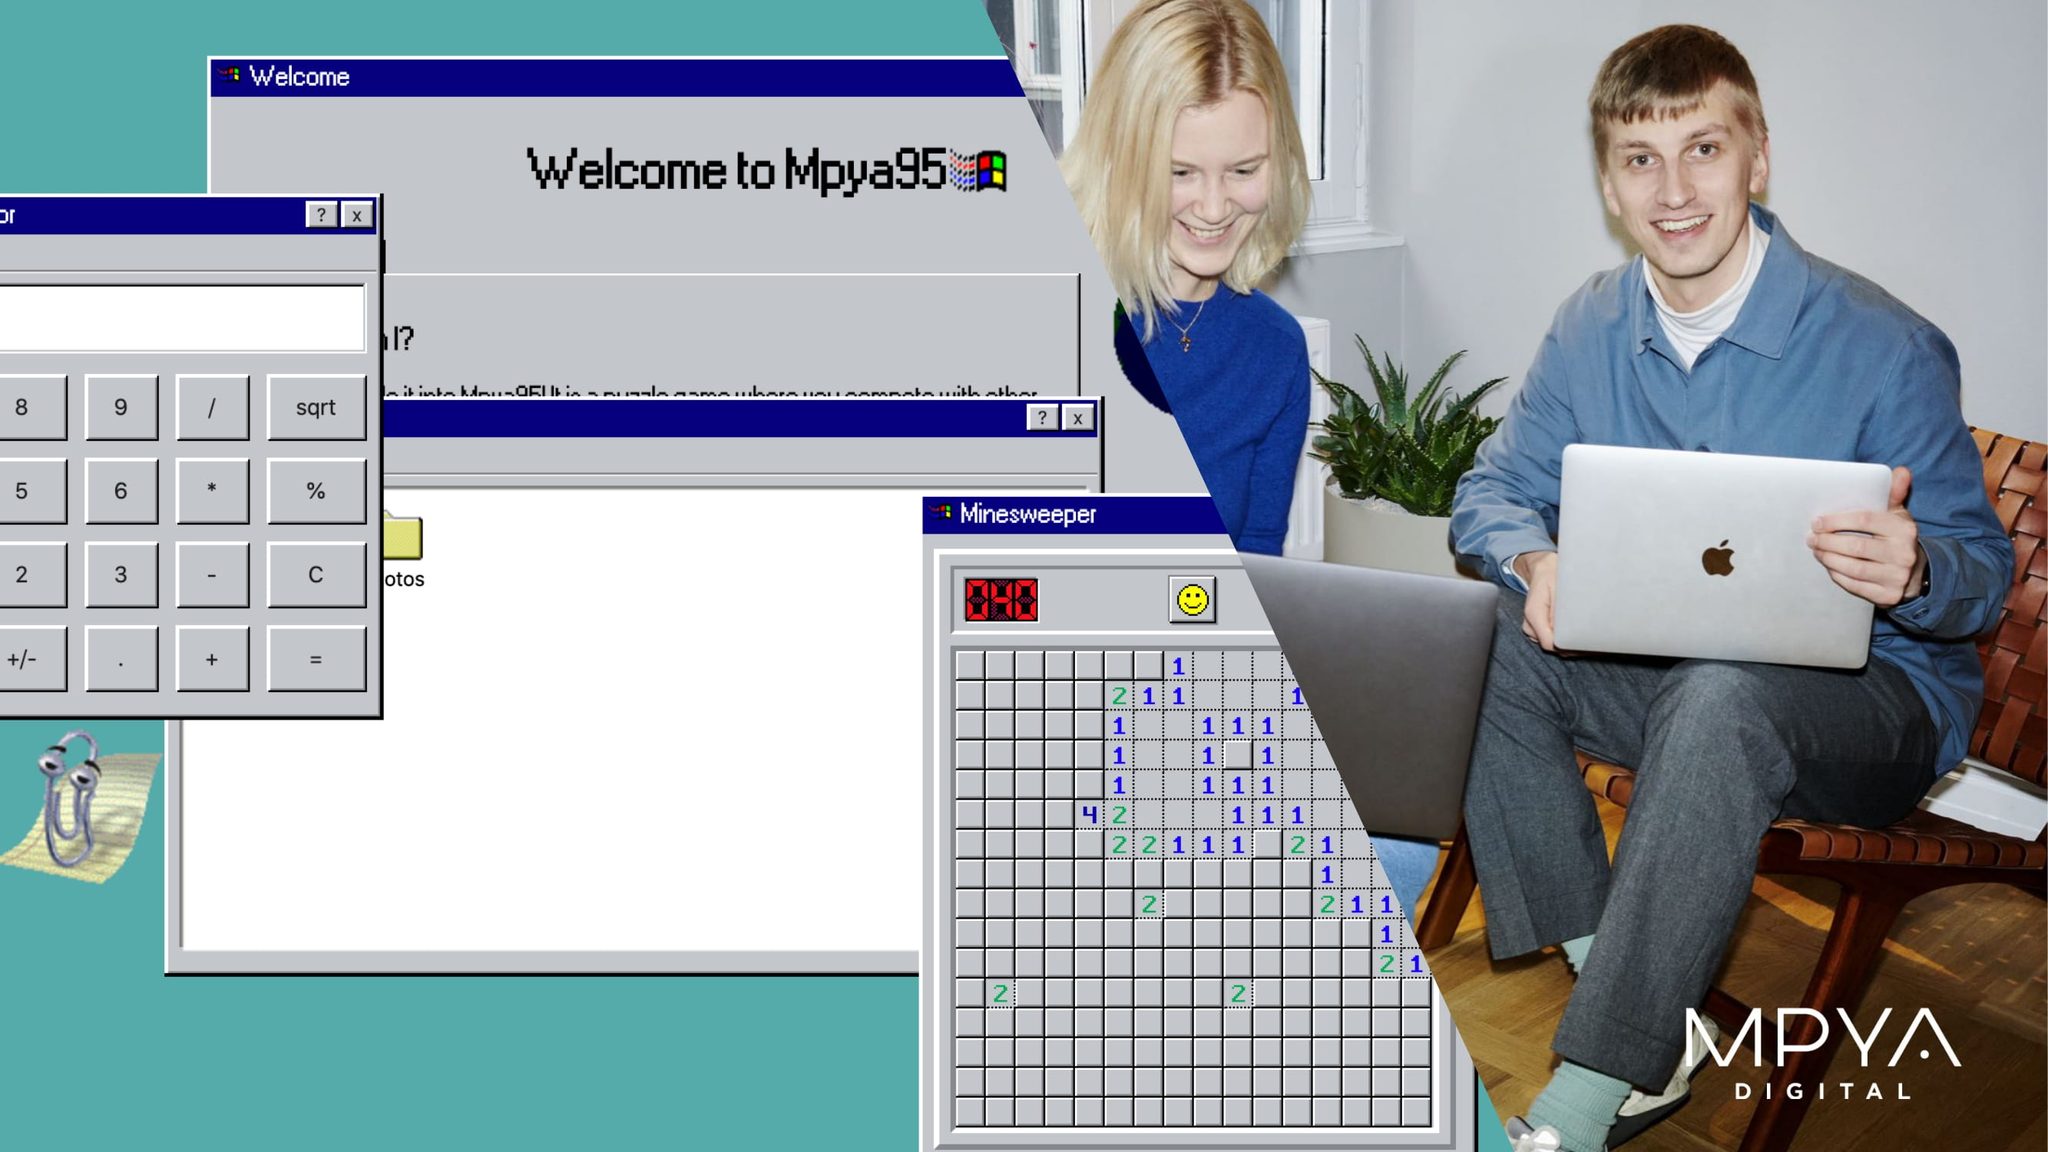 Welcome
Welcome to Mpya95
or
? x
I?
it into Mpya95! It is a puzzle game where you compete with other
8 9 / sqrt
? x
5 6 * %
Minesweeper
2 3 - C
otos
+/- . + =
1
2 1 1 1
1 1 1 1
1 1 1
1 1 1 1
4 2 1 1 1
2 2 1 1 1 2 1
1
2 2 1 1
1
2 1
2 2
MPYA
DIGITAL